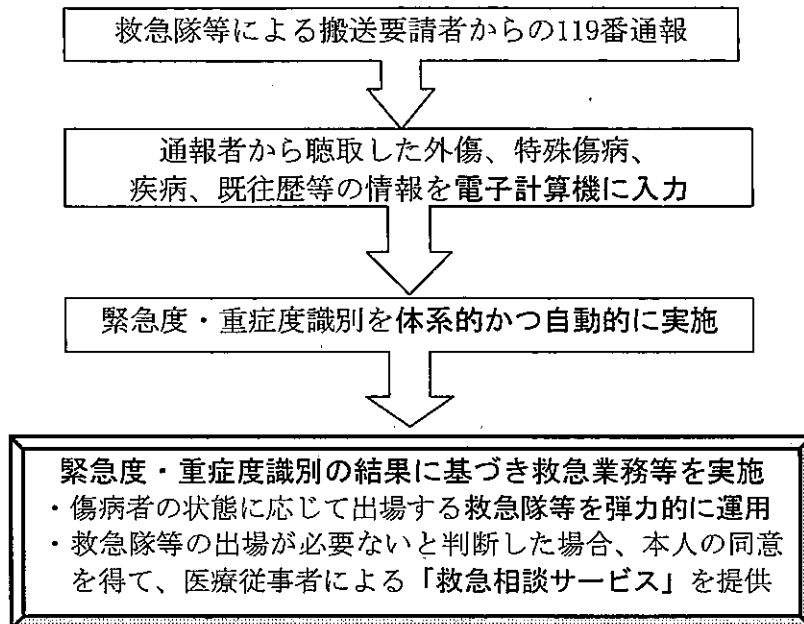 救急隊等による搬送要請者からの119番通報
通報者から聴取した外傷、特殊傷病、
疾病、既往歴等の情報を電子計算機に入力
緊急度・重症度識別を体系的かつ自動的に実施
緊急度・重症度識別の結果に基づき救急業務等を実施
・傷病者の状態に応じて出場する救急隊等を弾力的に運用
・救急隊等の出場が必要ないと判断した場合、本人の同意
を得て、医療従事者による「救急相談サービス」を提供